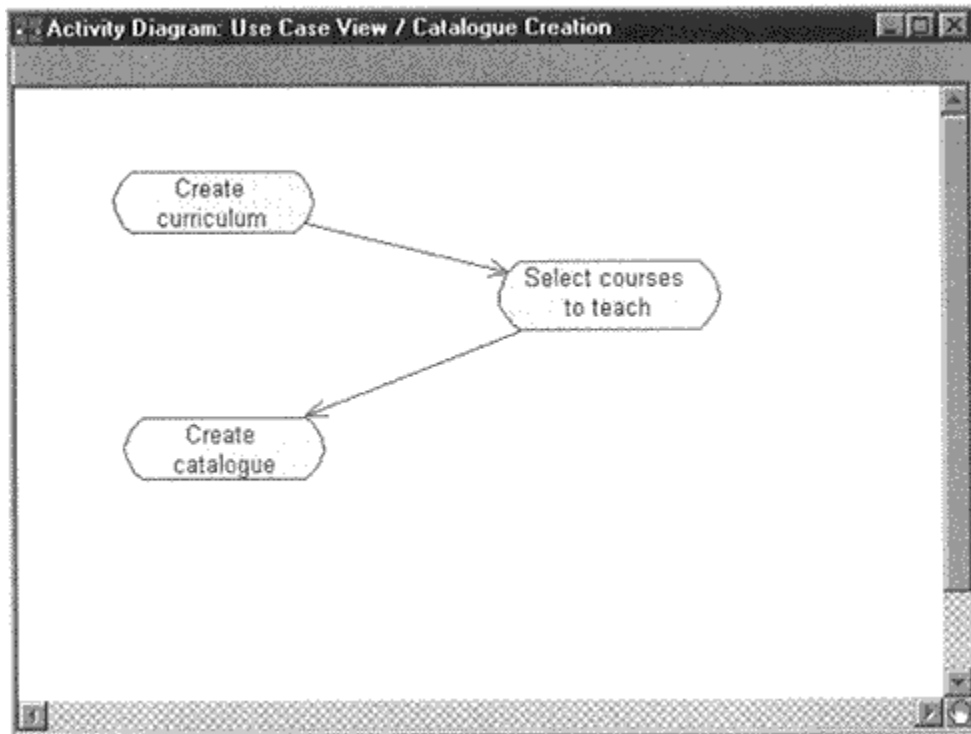 Activity Diagram: Use Case View / Catalogue Creation
Create
curriculum
Select courses
to teach
Create
catalogue